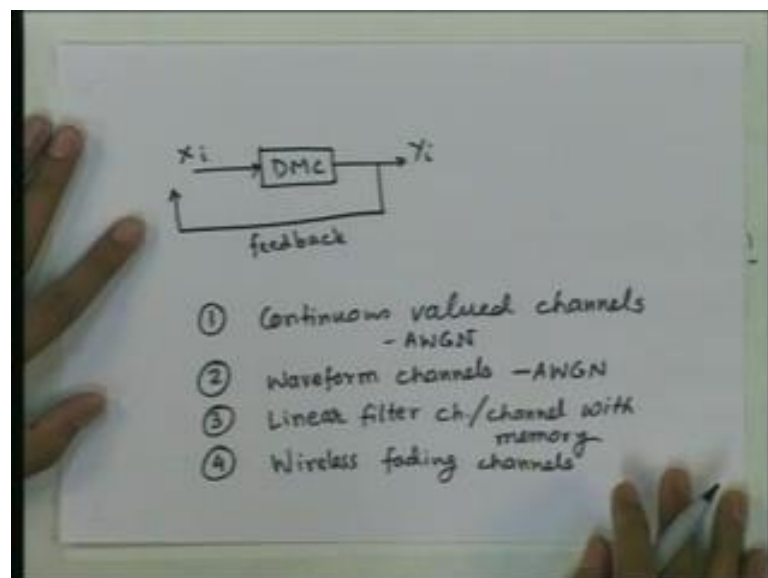 Xi DMC Yi
feedback
① Continuous valued channels
- AWGN
② Waveform channels - AWGN
③ Linear filter ch./channel with
memory
④ Wireless fading channels